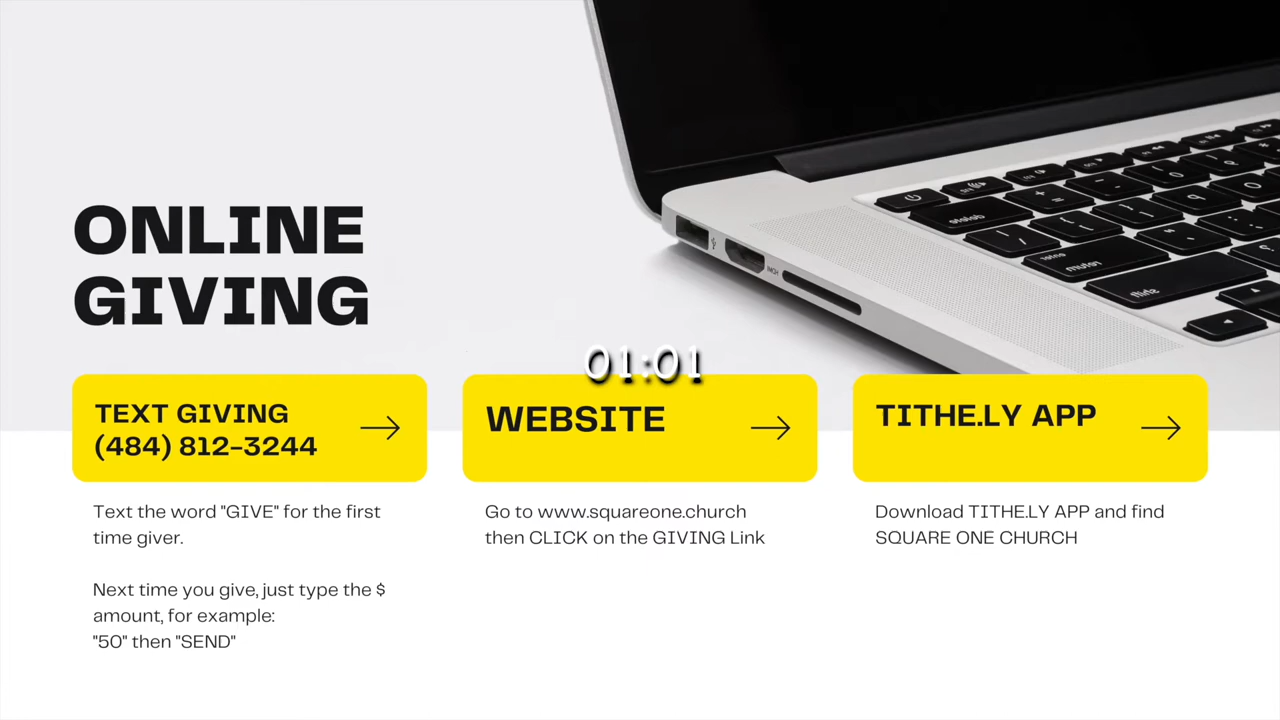 ONLINE
GIVING
01:01
TEXT GIVING
(484) 812-3244
Text the word "GIVE" for the first
time giver.
Next time you give, just type the $
amount, for example:
"50" then "SEND"
WEBSITE
Go to www.squareone.church
then CLICK on the GIVING Link
TITHE.LY APP
Download TITHE.LY APP and find
SQUARE ONE CHURCH